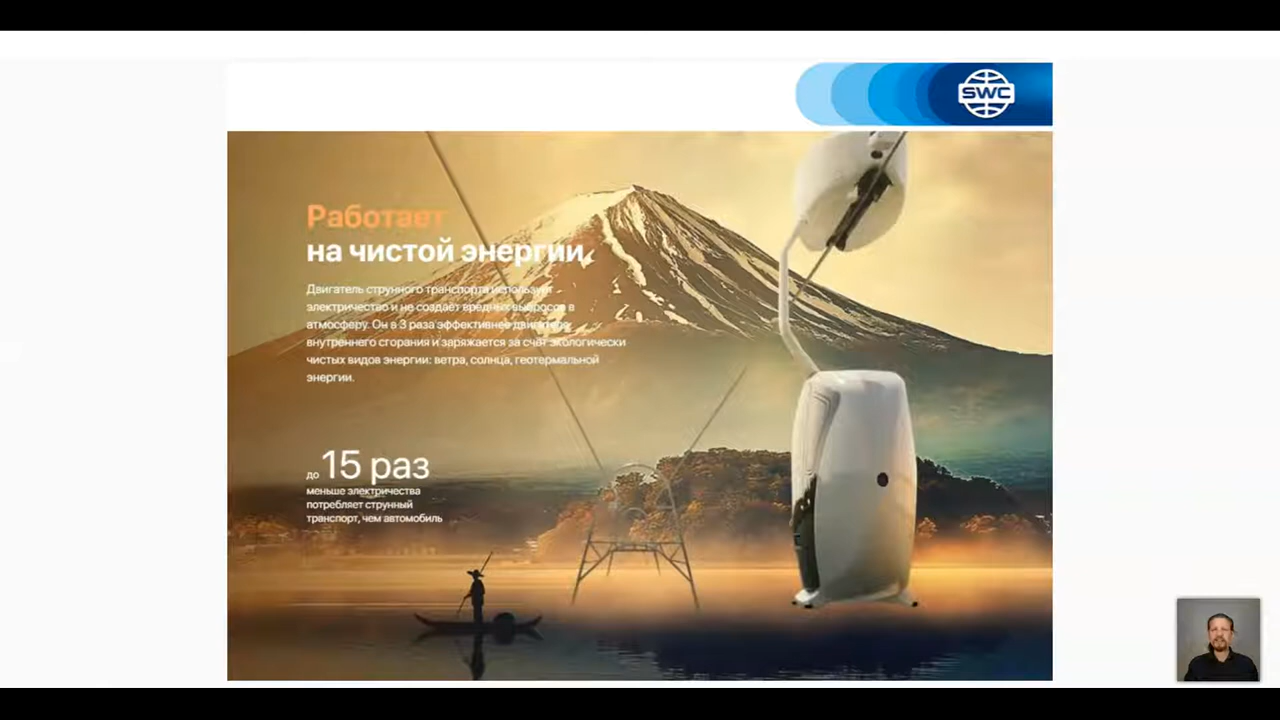 SWC
Работает
на чистой энергии
Двигатель струнного транспорта использует
электричество и не создаёт вредных выбросов в
атмосферу. Он в 3 раза эффективнее двигателя
внутреннего сгорания и заряжается за счёт экологически
чистых видов энергии: ветра, солнца, геотермальной
энергии.
до 15 раз
меньше электричества
потребляет струнный
транспорт, чем автомобиль